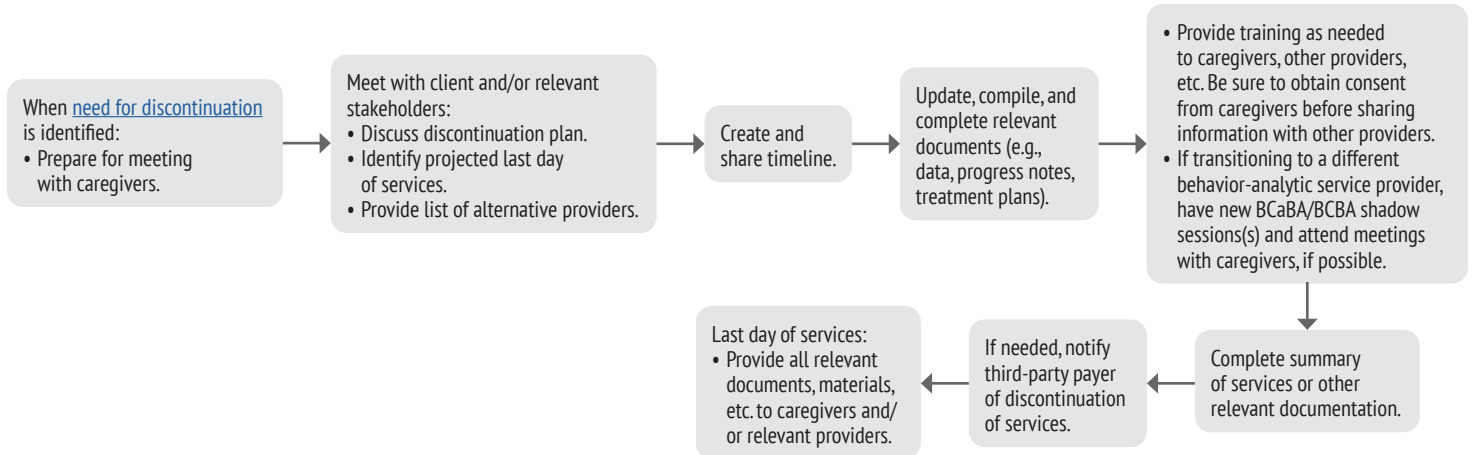 When need for discontinuation
is identified:
• Prepare for meeting
with caregivers.
Meet with client and/or relevant
stakeholders:
• Discuss discontinuation plan.
• Identify projected last day
of services.
• Provide list of alternative providers.
Create and
share timeline.
Update, compile, and
complete relevant
documents (e.g.,
data, progress notes,
treatment plans).
• Provide training as needed
to caregivers, other providers,
etc. Be sure to obtain consent
from caregivers before sharing
information with other providers.
• If transitioning to a different
behavior-analytic service provider,
have new BCaBA/BCBA shadow
sessions(s) and attend meetings
with caregivers, if possible.
Complete summary
of services or other
relevant documentation.
If needed, notify
third-party payer
of discontinuation
of services.
Last day of services:
• Provide all relevant
documents, materials,
etc. to caregivers and/
or relevant providers.